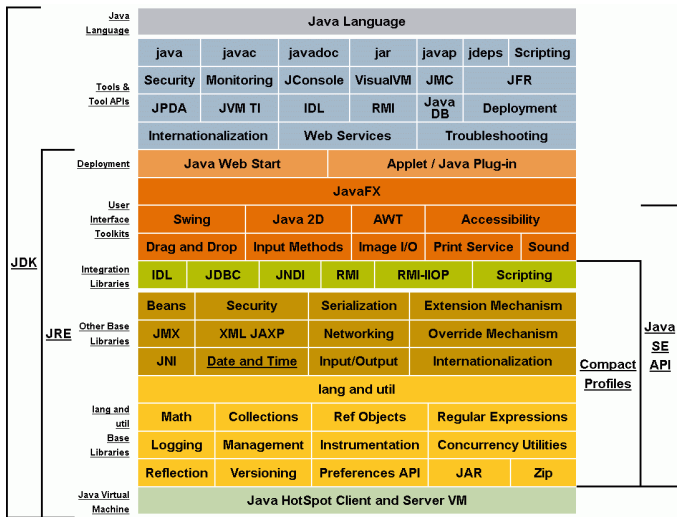 Java
Language
Java Language
java javac javadoc jar javap jdeps Scripting
Security Monitoring JConsole VisualVM JMC JFR
Tools &
Tool APIs
JPDA JVM TI IDL RMI Java DB Deployment
Internationalization Web Services Troubleshooting
Deployment
Java Web Start Applet / Java Plug-in
JavaFX
User
Interface
Toolkits
Swing Java 2D AWT Accessibility
Drag and Drop Input Methods Image I/O Print Service Sound
JDK
Integration
Libraries
IDL JDBC JNDI RMI RMI-IIOP Scripting
Beans Security Serialization Extension Mechanism
JRE
Other Base
Libraries
JMX XML JAXP Networking Override Mechanism
JNI Date and Time Input/Output Internationalization
Java
SE
API
Compact
Profiles
lang and util
lang and
util
Base
Libraries
Math Collections Ref Objects Regular Expressions
Logging Management Instrumentation Concurrency Utilities
Reflection Versioning Preferences API JAR Zip
Java Virtual
Machine
Java HotSpot Client and Server VM